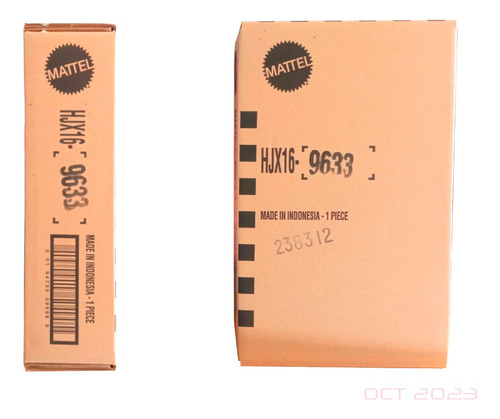 MATTEL
HJX16-
9633
MADE IN INDONESIA - 1 PIECE
MATTEL
HJX16- 9633
MADE IN INDONESIA - 1 PIECE
238312
OCT 2023